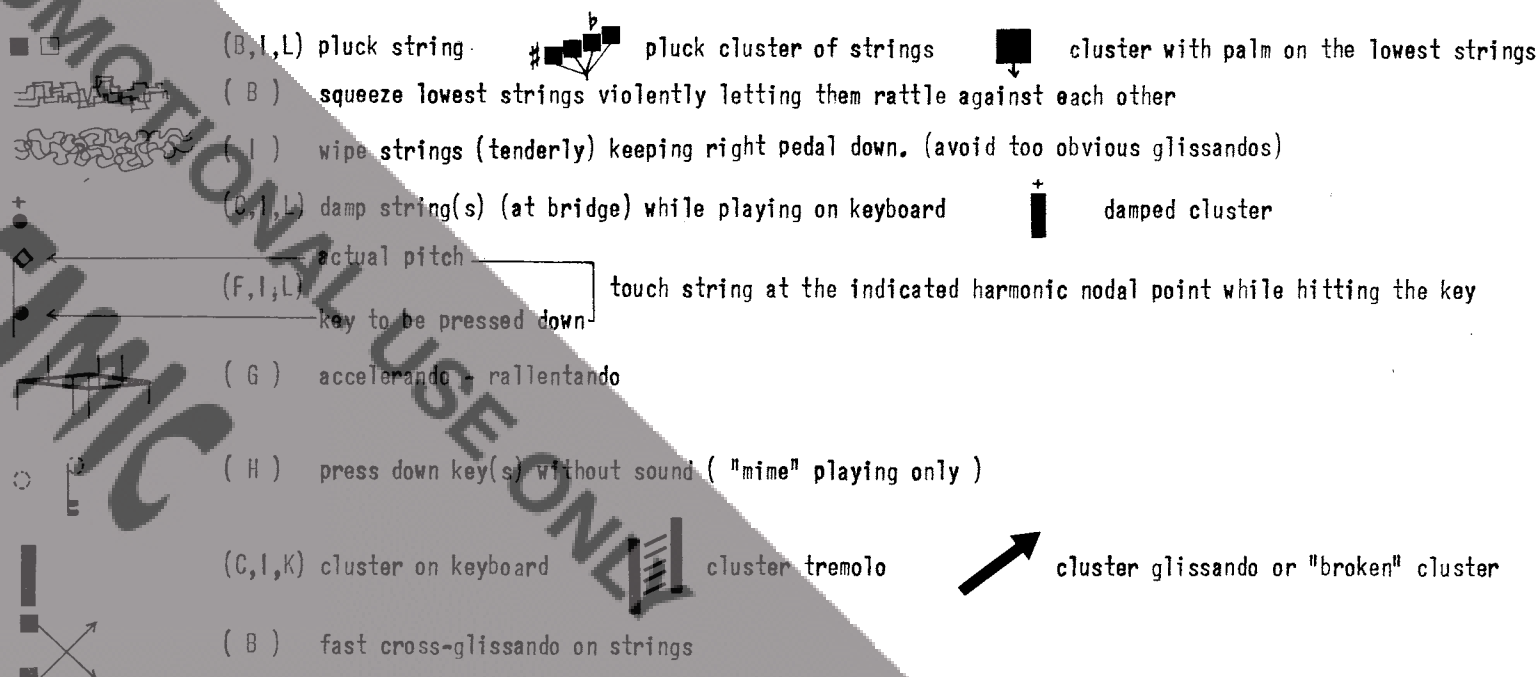 (B,I,L) pluck string pluck cluster of strings cluster with palm on the lowest strings
( B ) squeeze lowest strings violently letting them rattle against each other
( I ) wipe strings (tenderly) keeping right pedal down. (avoid too obvious glissandos)
(C,I,L) damp string(s) (at bridge) while playing on keyboard damped cluster
actual pitch
(F,I,L) touch string at the indicated harmonic nodal point while hitting the key
key to be pressed down
( G ) accelerando - rallentando
( H ) press down key(s) without sound ( "mime" playing only )
(C,I,K) cluster on keyboard cluster tremolo cluster glissando or "broken" cluster
( B ) fast cross-glissando on strings
OMOTIONAL USE ONLY
MIC